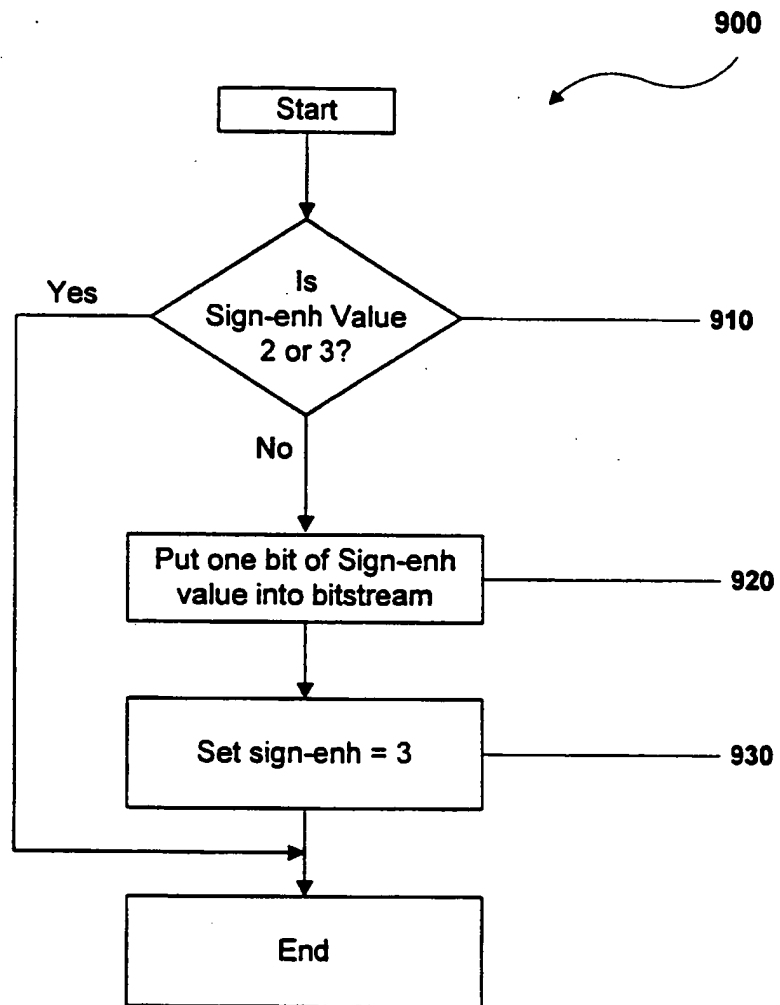 900
Start
Is
Sign-enh Value
2 or 3?
Yes
910
No
Put one bit of Sign-enh
value into bitstream
920
Set sign-enh = 3
930
End